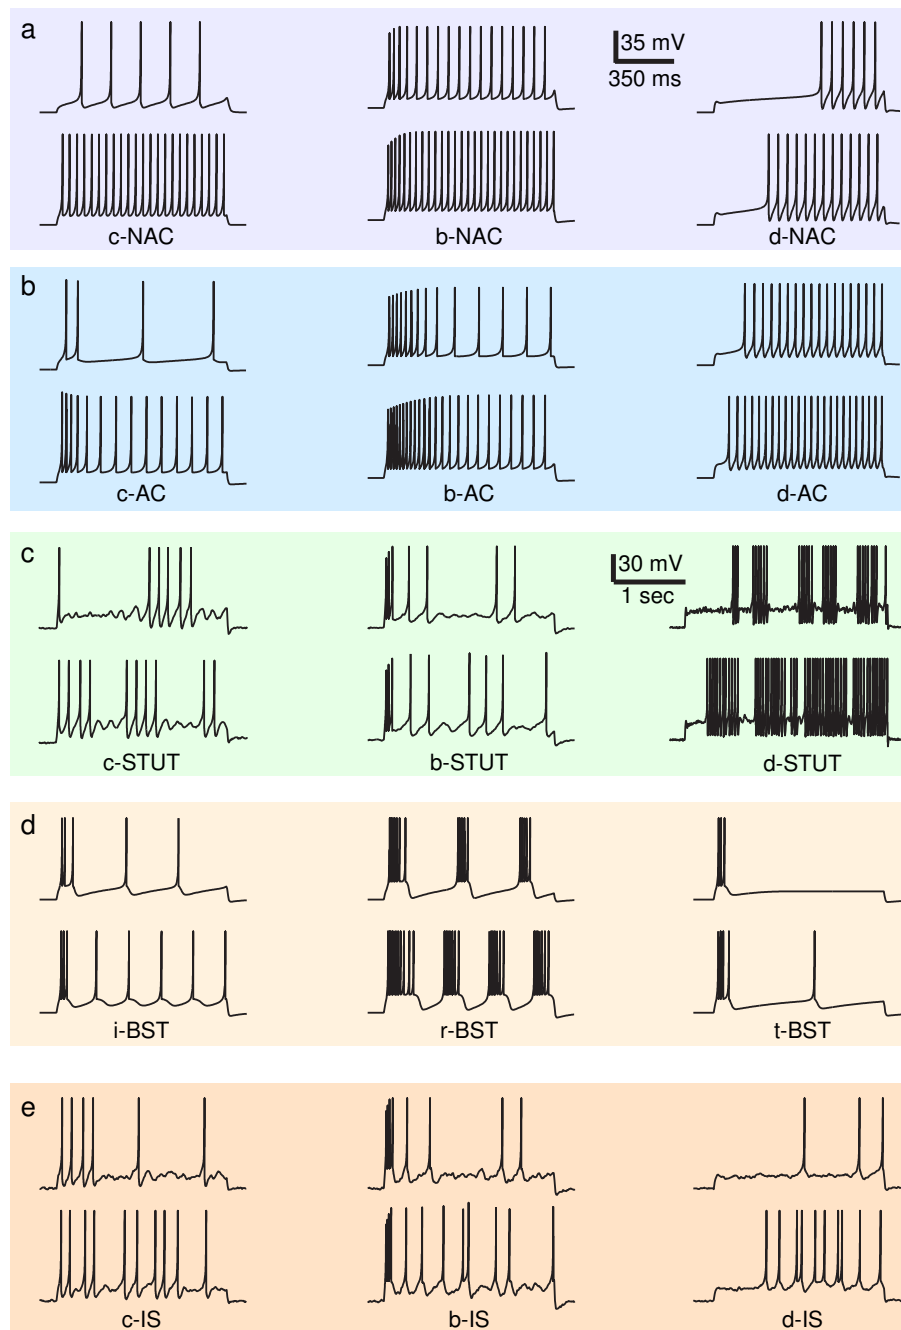 a
35 mV
350 ms
c-NAC
b-NAC
d-NAC
b
c-AC
b-AC
d-AC
c
30 mV
1 sec
c-STUT
b-STUT
d-STUT
d
i-BST
r-BST
t-BST
e
c-IS
b-IS
d-IS